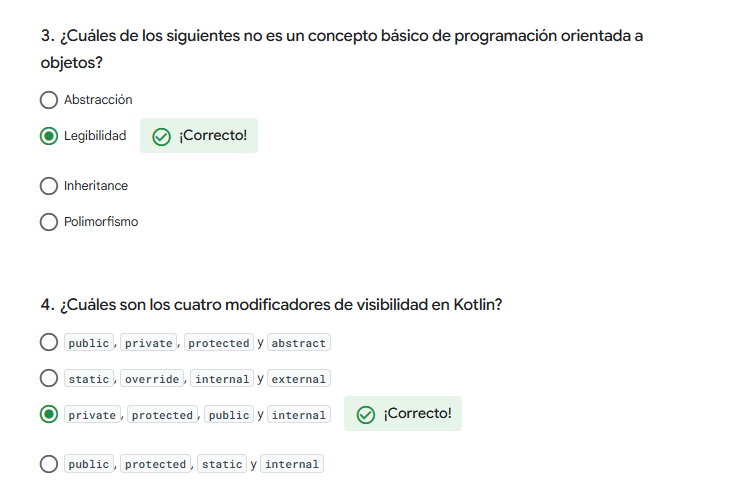 3. ¿Cuáles de los siguientes no es un concepto básico de programación orientada a
objetos?
Abstracción
Legibilidad ¡Correcto!
Inheritance
Polimorfismo
4. ¿Cuáles son los cuatro modificadores de visibilidad en Kotlin?
public, private, protected y abstract
static, override, internal y external
private, protected, public y internal ¡Correcto!
public, protected, static y internal